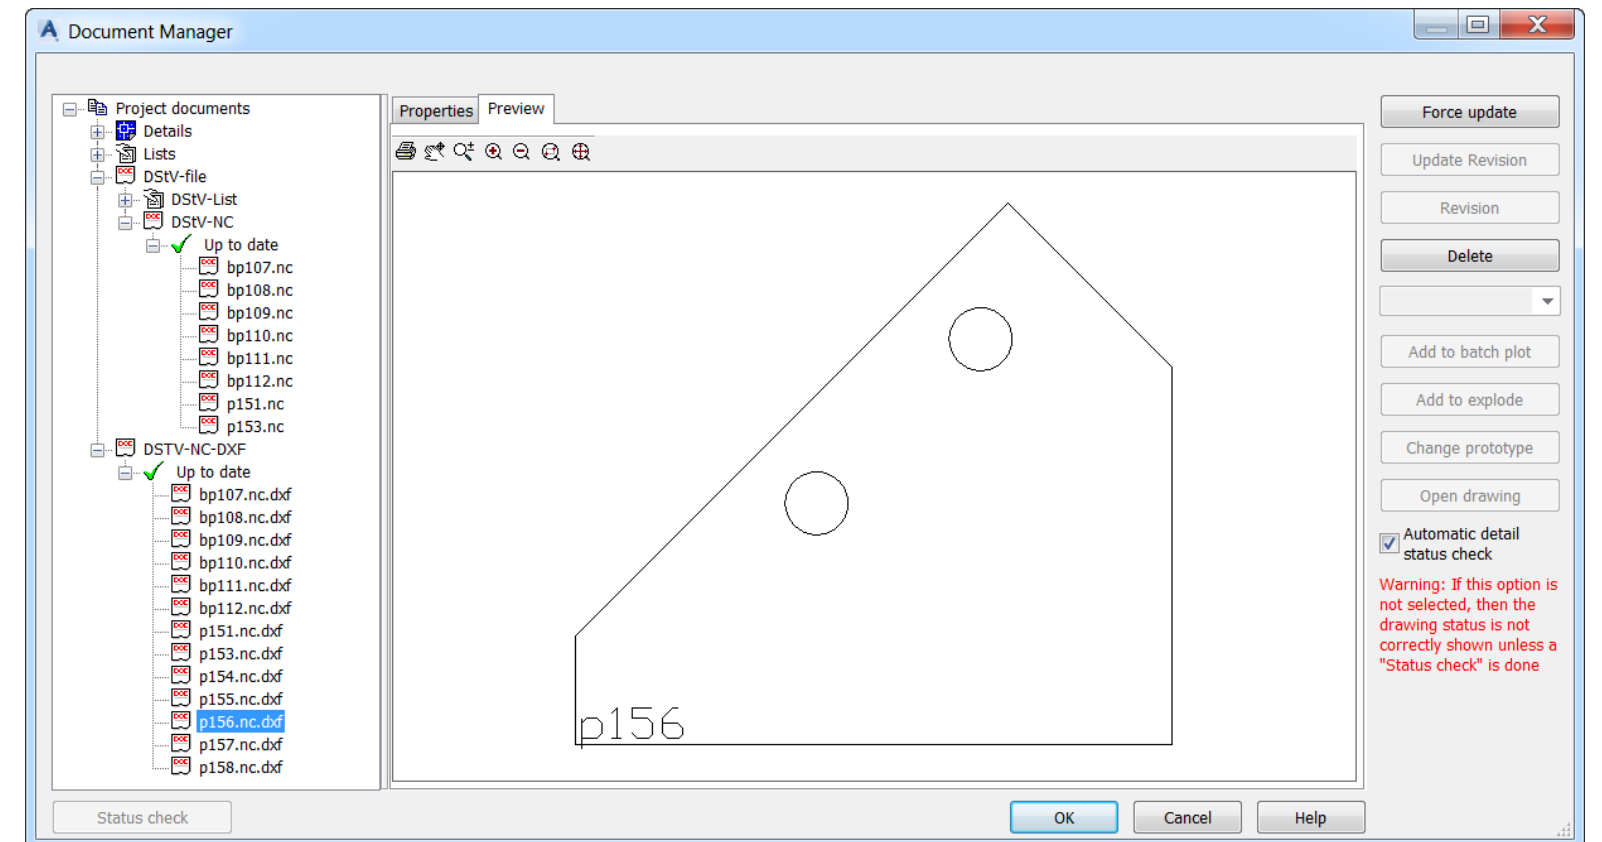 Document Manager
Project documents
Details
Lists
DStV-file
DStV-List
DStV-NC
Up to date
bp107.nc
bp108.nc
bp109.nc
bp110.nc
bp111.nc
bp112.nc
p151.nc
p153.nc
DSTV-NC-DXF
Up to date
bp107.nc.dxf
bp108.nc.dxf
bp109.nc.dxf
bp110.nc.dxf
bp111.nc.dxf
bp112.nc.dxf
p151.nc.dxf
p153.nc.dxf
p154.nc.dxf
p155.nc.dxf
p156.nc.dxf
p157.nc.dxf
p158.nc.dxf
Status check
Properties Preview
p156
Force update
Update Revision
Revision
Delete
Add to batch plot
Add to explode
Change prototype
Open drawing
Automatic detail
status check
Warning: If this option is
not selected, then the
drawing status is not
correctly shown unless a
"Status check" is done
OK Cancel Help